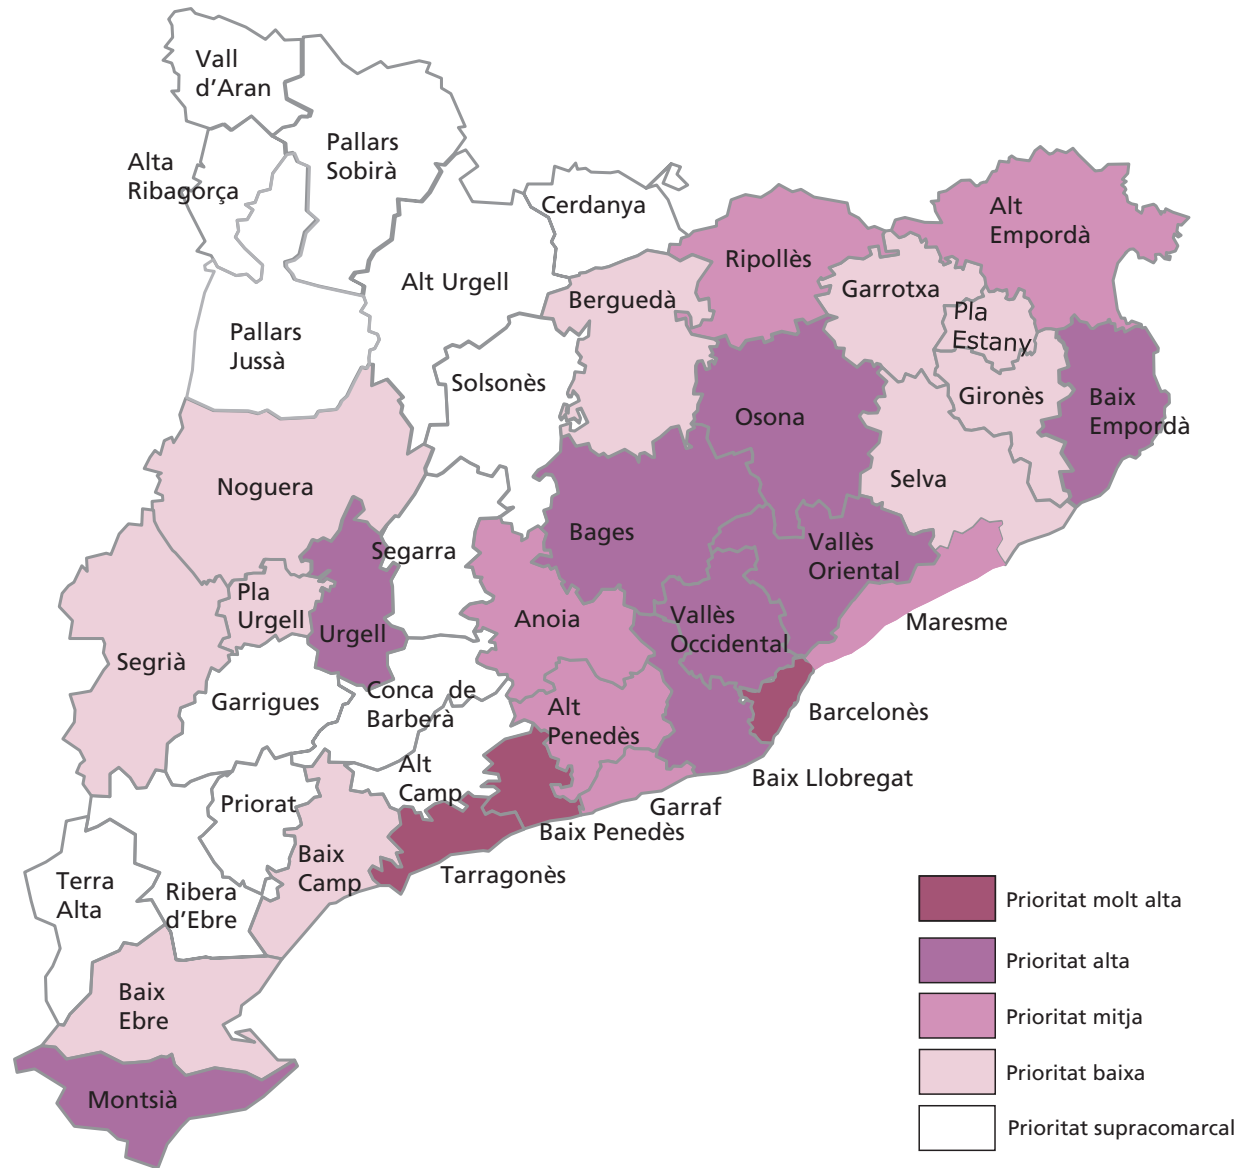 Vall
d'Aran
Pallars
Sobirà
Alta
Ribagorça
Cerdanya
Alt
Empordà
Ripollès
Alt Urgell
Berguedà
Garrotxa
Pla
Estany
Pallars
Jussà
Solsonès
Gironès
Baix
Empordà
Osona
Noguera
Selva
Bages
Segarra
Vallès
Oriental
Pla
Urgell
Anoia
Vallès
Occidental
Maresme
Urgell
Segrià
Garrigues
Conca de
Barberà
Alt
Penedès
Barcelonès
Alt
Camp
Baix Llobregat
Priorat
Garraf
Baix Penedès
Baix
Camp
Tarragonès
Terra
Alta
Ribera
d'Ebre
Prioritat molt alta
Prioritat alta
Baix
Ebre
Prioritat mitja
Prioritat baixa
Montsià
Prioritat supracomarcal